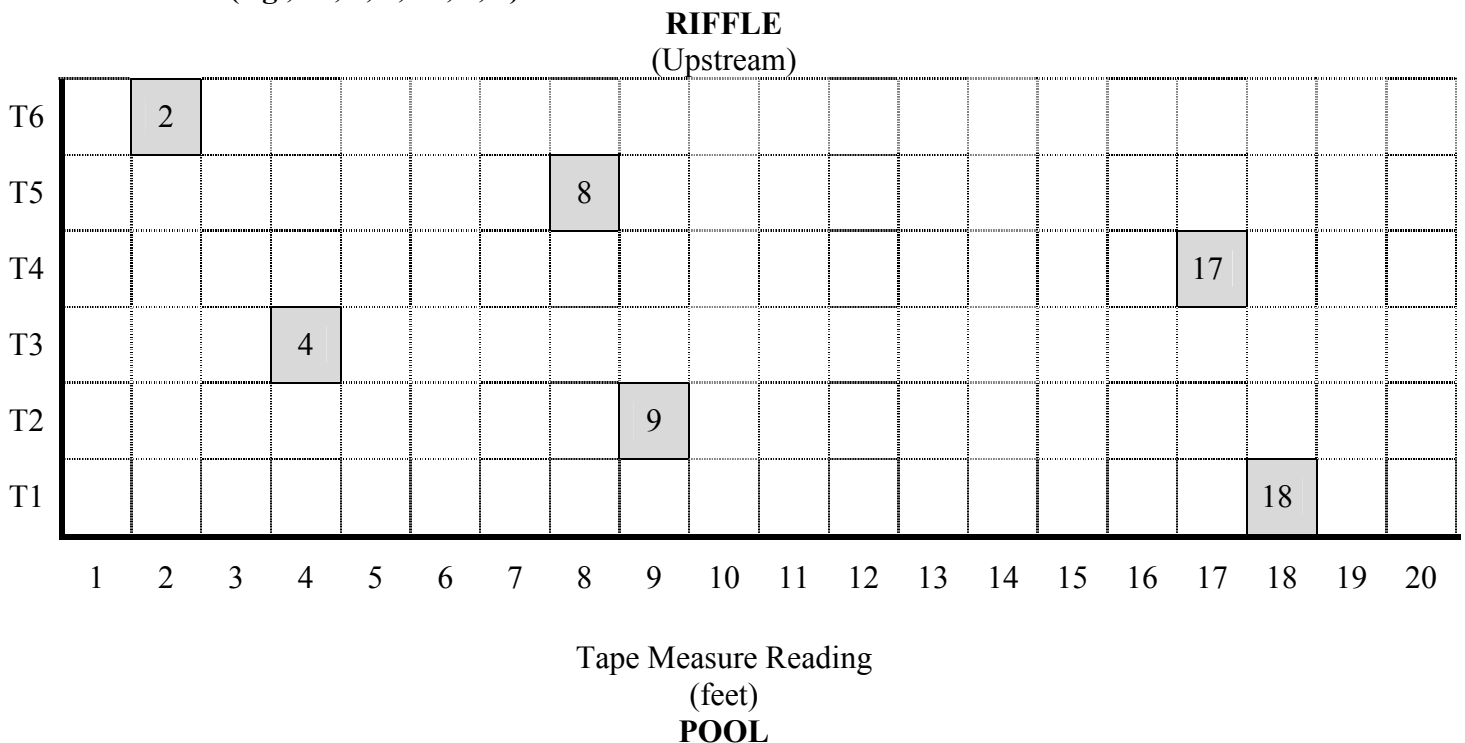 RIFFLE
(Upstream)
T6 2
T5 8
T4 17
T3 4
T2 9
T1 18
1 2 3 4 5 6 7 8 9 10 11 12 13 14 15 16 17 18 19 20
Tape Measure Reading
(feet)
POOL